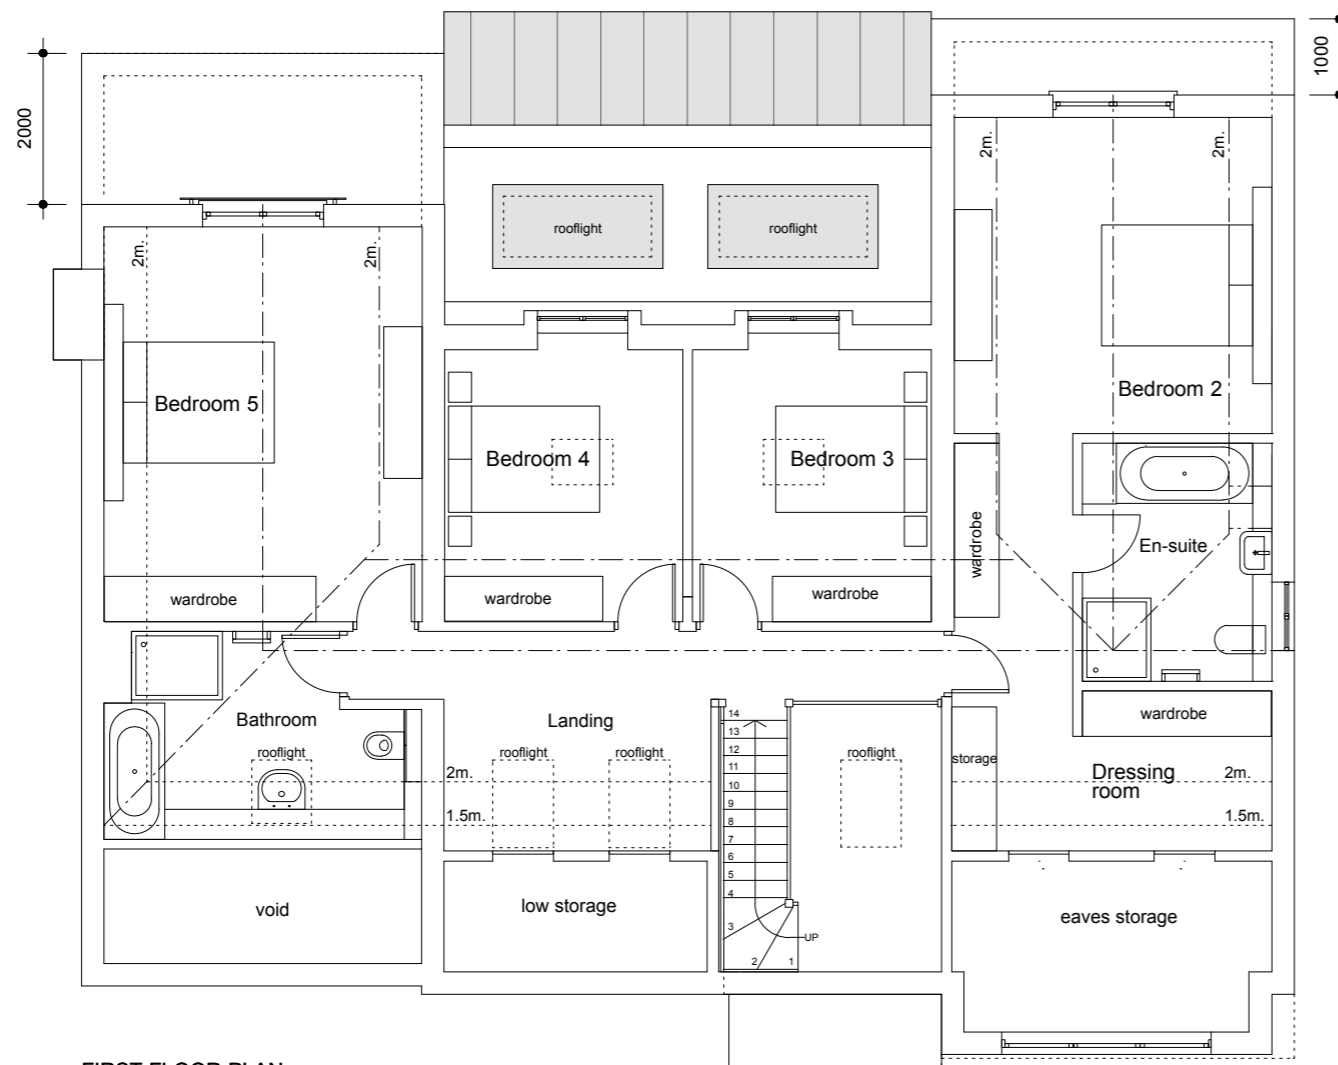 1000
2000
2m.
2m.
2m.
2m.
rooflight
rooflight
Bedroom 5
Bedroom 4
Bedroom 3
Bedroom 2
wardrobe
wardrobe
wardrobe
wardrobe
En-suite
Bathroom
Landing
wardrobe
rooflight
rooflight
rooflight
rooflight
storage
Dressing
room
2m.
2m.
1.5m.
1.5m.
14
13
12
11
10
9
8
7
6
5
4
3
2
1
UP
void
low storage
eaves storage
FIRST FLOOR PLAN